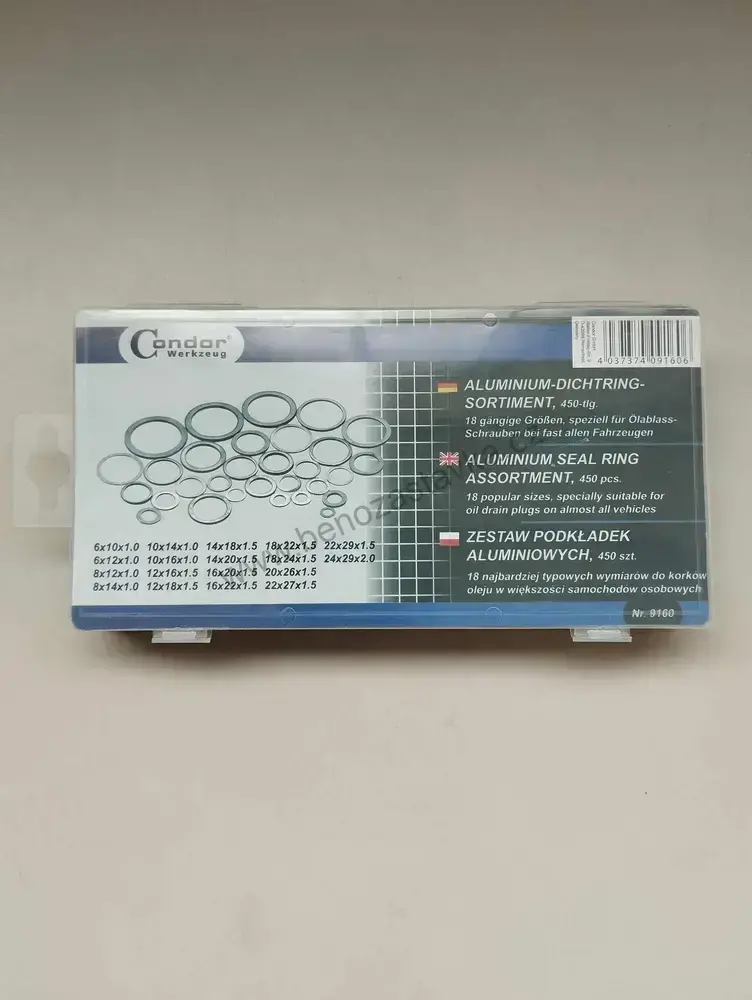 Condor®
Werkzeug
4 037374 091606
ALUMINIUM-DICHTRING-
SORTIMENT, 450-tlg.
18 gängige Größen, speziell für Ölablass-
Schrauben bei fast allen Fahrzeugen
ALUMINIUM SEAL RING
ASSORTMENT, 450 pcs.
18 popular sizes, specially suitable for
oil drain plugs on almost all vehicles
ZESTAW PODKŁADEK
ALUMINIOWYCH, 450 szt.
18 najbardziej typowych wymiarów do korków
oleju w większosci samochodów osobowych
Nr. 9160
6x10x1.0 10x14x1.0 14x18x1.5 18x22x1.5 22x29x1.5
6x12x1.0 10x16x1.0 14x20x1.5 18x24x1.5 24x29x2.0
8x12x1.0 12x16x1.5 16x20x1.5 20x26x1.5
8x14x1.0 12x18x1.5 16x22x1.5 22x27x1.5